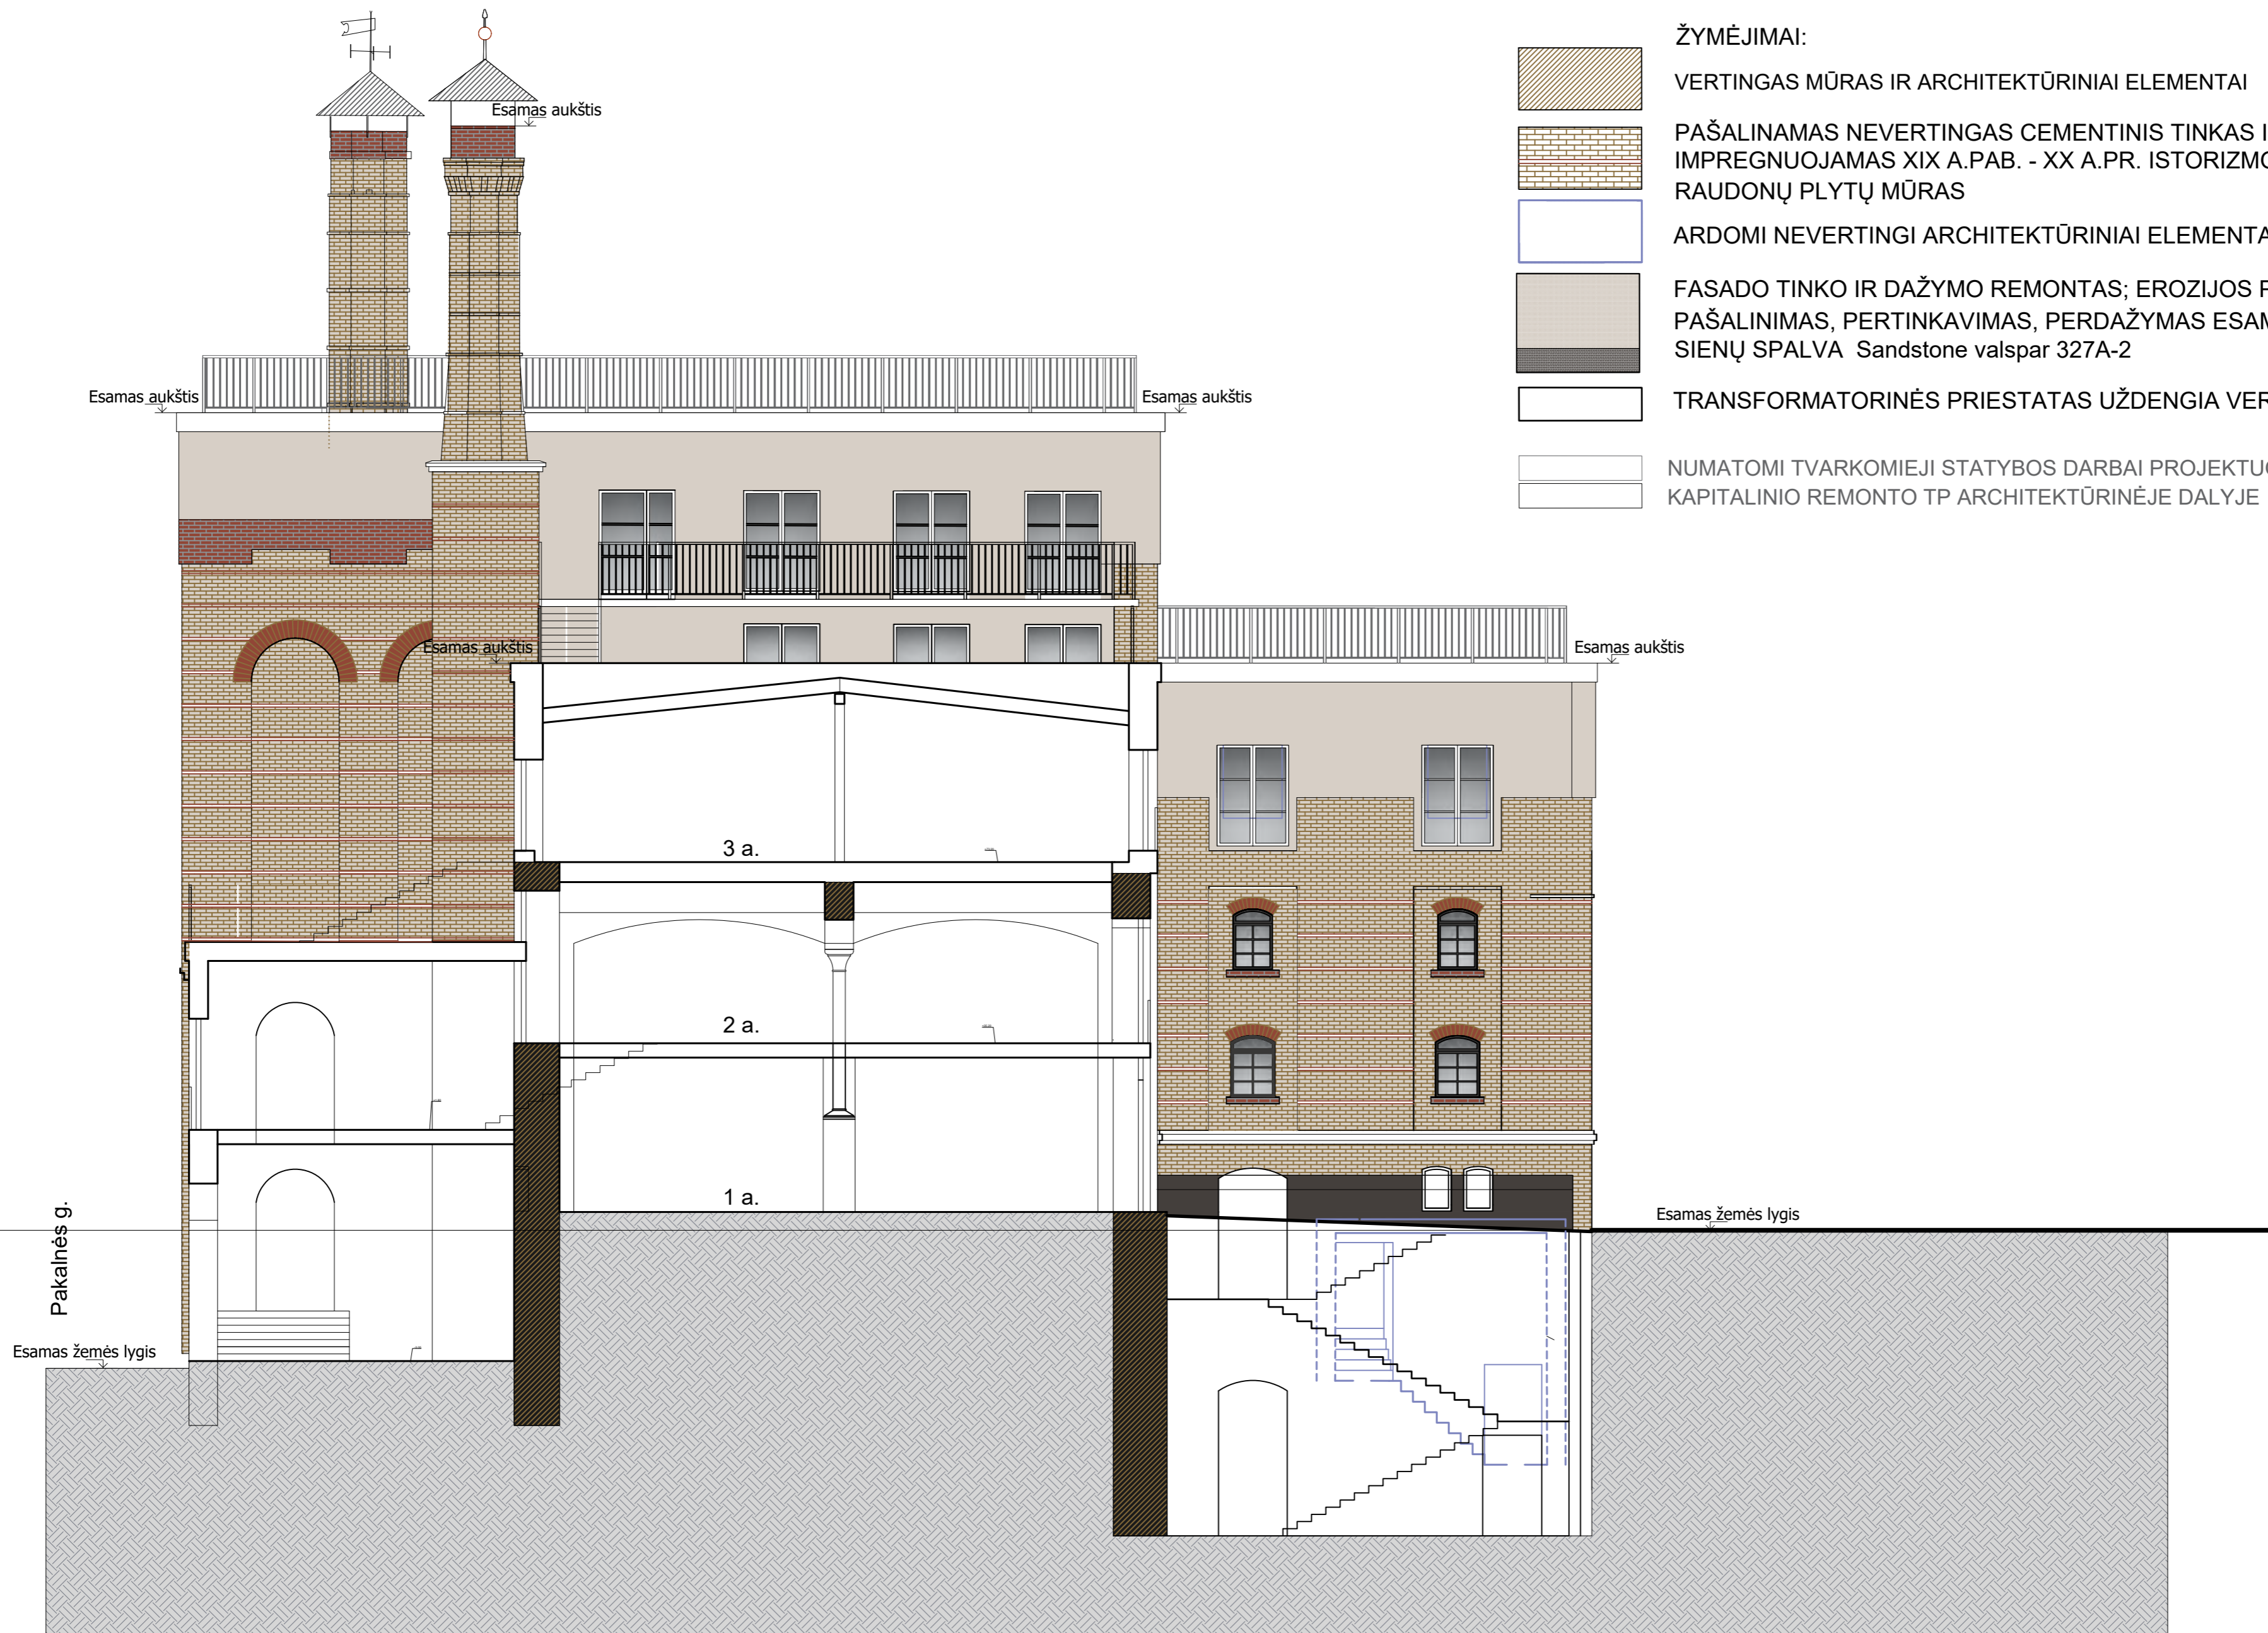 ŽYMĖJIMAI:
VERTINGAS MŪRAS IR ARCHITEKTŪRINIAI ELEMENTAI
PAŠALINAMAS NEVERTINGAS CEMENTINIS TINKAS I
IMPREGNUOJAMAS XIX A.PAB. - XX A.PR. ISTORIZMO
RAUDONŲ PLYTŲ MŪRAS
ARDOMI NEVERTINGI ARCHITEKTŪRINIAI ELEMENTA
FASADO TINKO IR DAŽYMO REMONTAS; EROZIJOS P
PAŠALINIMAS, PERTINKAVIMAS, PERDAŽYMAS ESAM
SIENŲ SPALVA Sandstone valspar 327A-2
TRANSFORMATORINĖS PRIESTATAS UŽDENGIA VER
NUMATOMI TVARKOMIEJI STATYBOS DARBAI PROJEKTUO
KAPITALINIO REMONTO TP ARCHITEKTŪRINĖJE DALYJE
Esamas aukštis
Esamas aukštis
Esamas aukštis
Esamas aukštis
Esamas aukštis
3 a.
2 a.
1 a.
Pakalnės g.
Esamas žemės lygis
Esamas žemės lygis